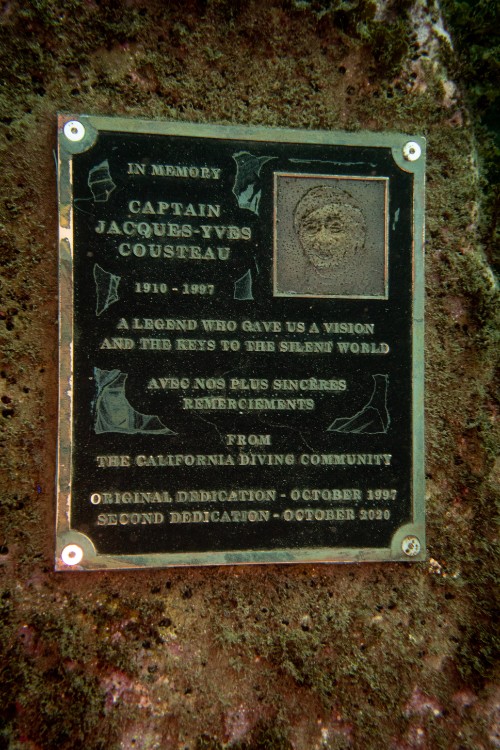 IN MEMORY
CAPTAIN
JACQUES-YVES
COUSTEAU
1910 - 1997
A LEGEND WHO GAVE US A VISION
AND THE KEYS TO THE SILENT WORLD
AVEC NOS PLUS SINCÈRES
REMERCIEMENTS
FROM
THE CALIFORNIA DIVING COMMUNITY
ORIGINAL DEDICATION - OCTOBER 1997
SECOND DEDICATION - OCTOBER 2020